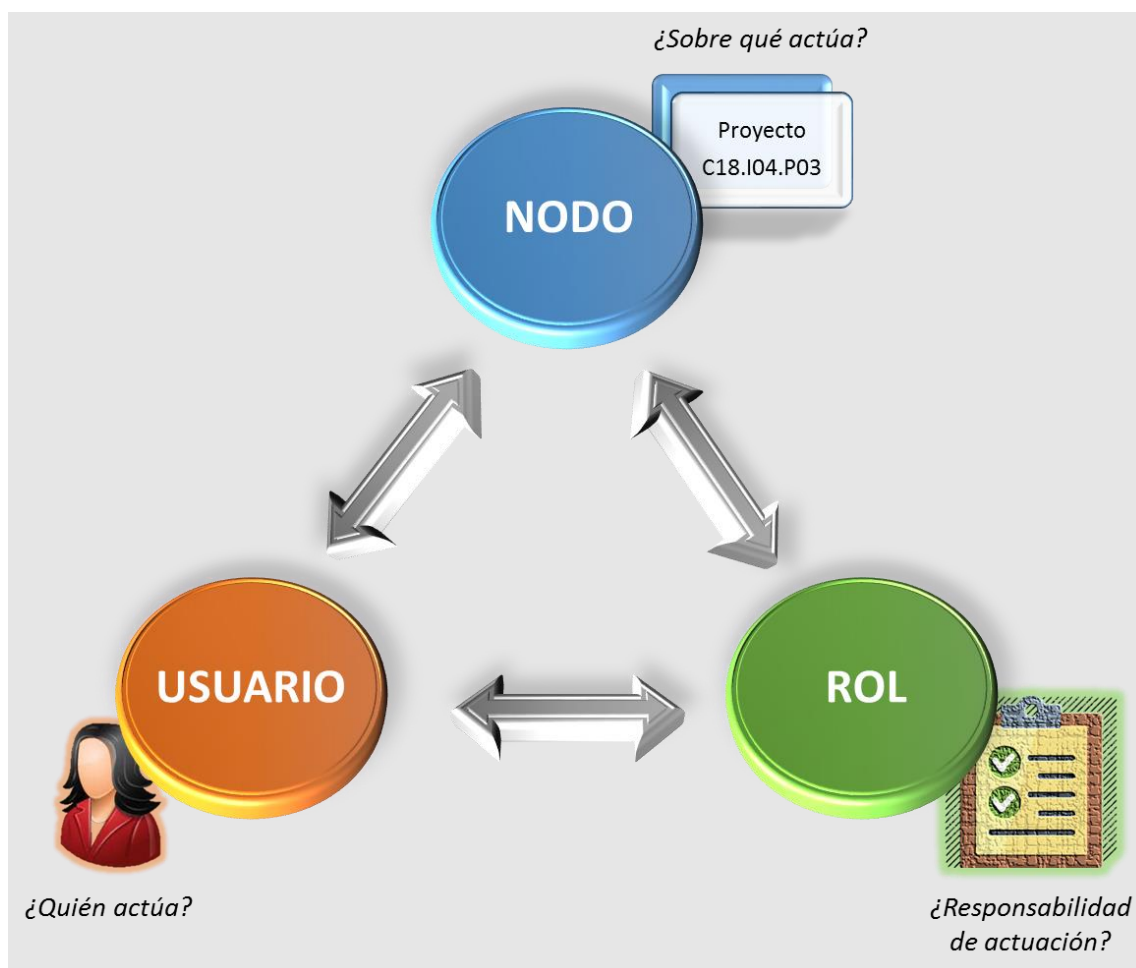 ¿Sobre qué actúa?
Proyecto
C18.I04.P03
NODO
USUARIO
ROL
¿Quién actúa?
¿Responsabilidad
de actuación?